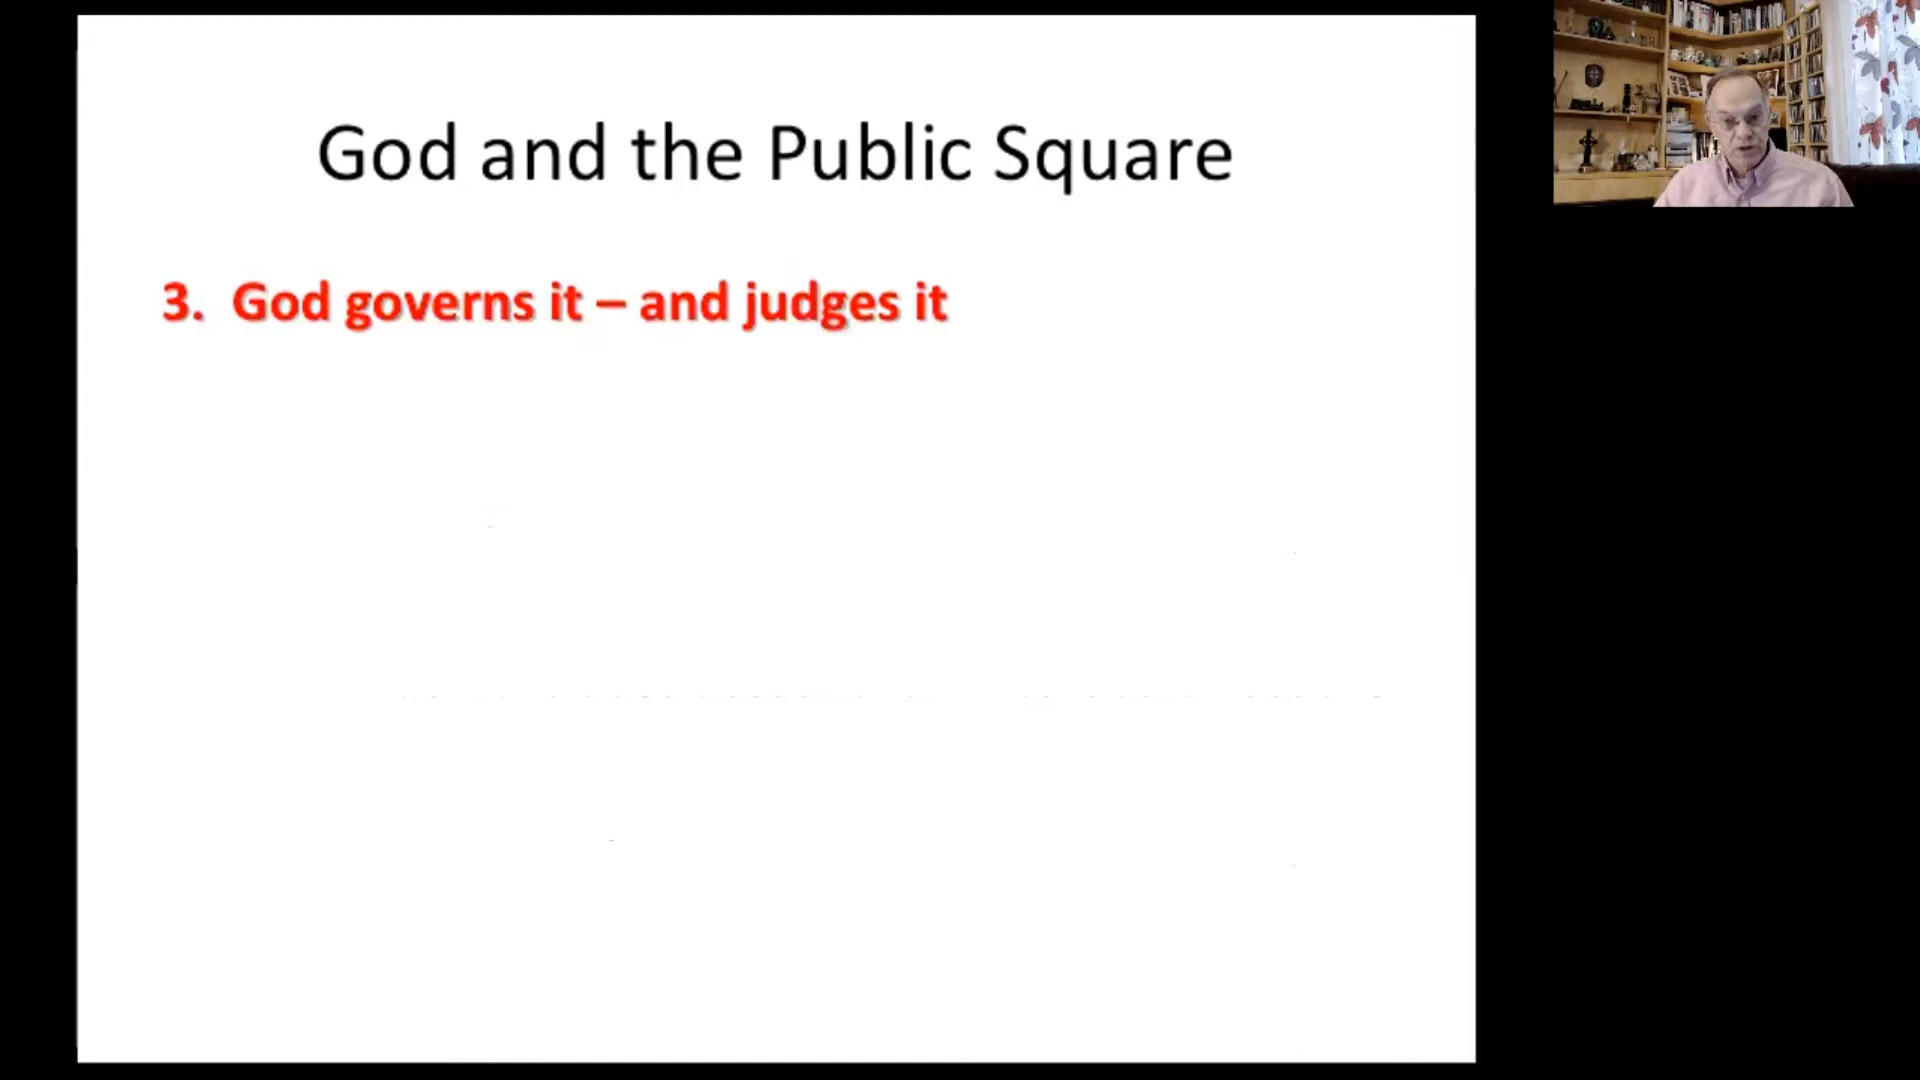 God and the Public Square
3. God governs it – and judges it